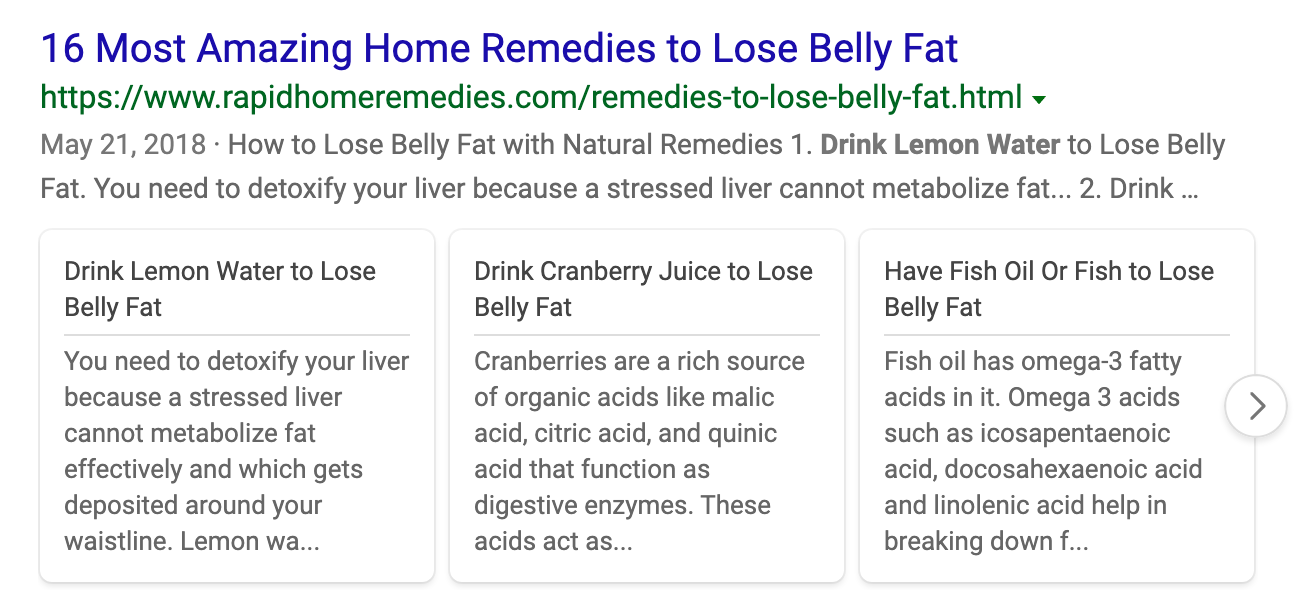 16 Most Amazing Home Remedies to Lose Belly Fat
https://www.rapidhomeremedies.com/remedies-to-lose-belly-fat.html
May 21, 2018 · How to Lose Belly Fat with Natural Remedies 1. Drink Lemon Water to Lose Belly
Fat. You need to detoxify your liver because a stressed liver cannot metabolize fat... 2. Drink ...
Drink Lemon Water to Lose
Belly Fat
You need to detoxify your liver
because a stressed liver
cannot metabolize fat
effectively and which gets
deposited around your
waistline. Lemon wa...
Drink Cranberry Juice to Lose
Belly Fat
Cranberries are a rich source
of organic acids like malic
acid, citric acid, and quinic
acid that function as
digestive enzymes. These
acids act as...
Have Fish Oil Or Fish to Lose
Belly Fat
Fish oil has omega-3 fatty
acids in it. Omega 3 acids
such as icosapentaenoic
acid, docosahexaenoic acid
and linolenic acid help in
breaking down f...